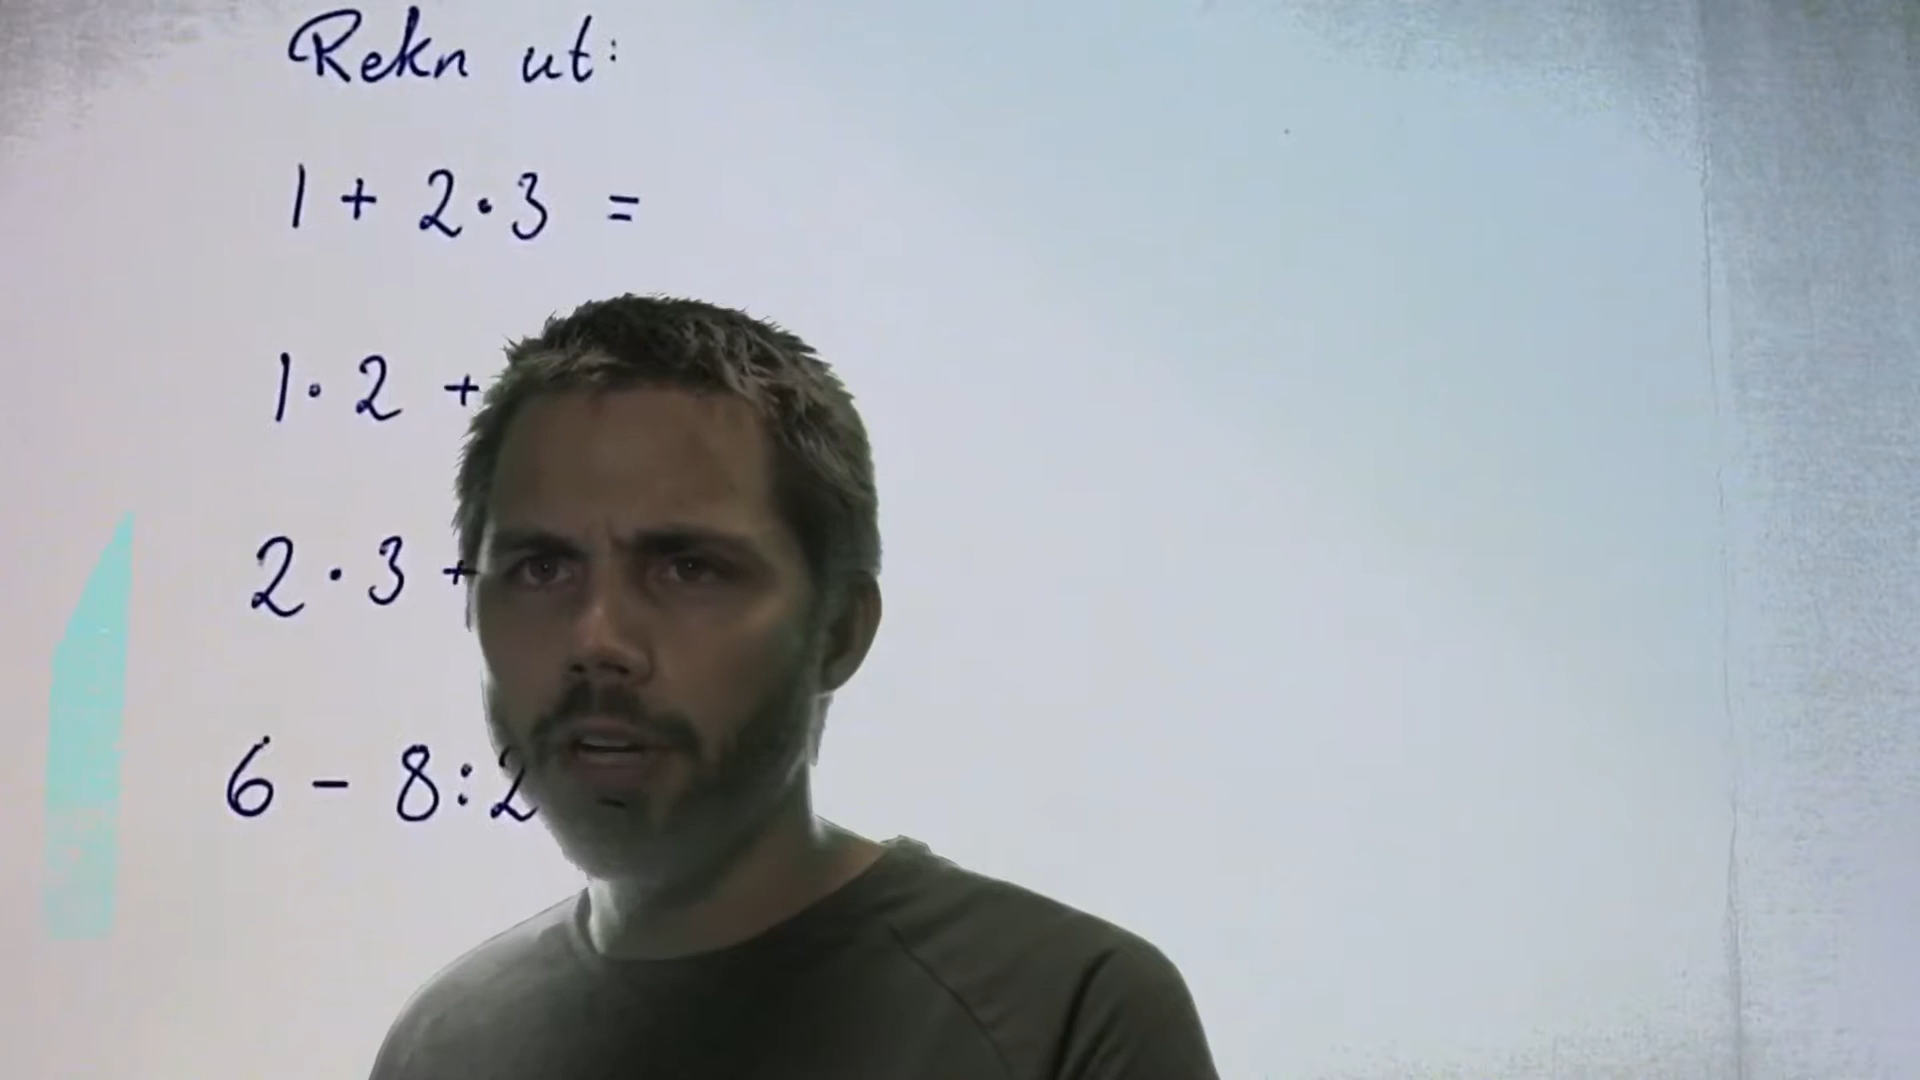 Rekn ut:
1 + 2·3 =
1·2 +
2·3 +
6 - 8:2